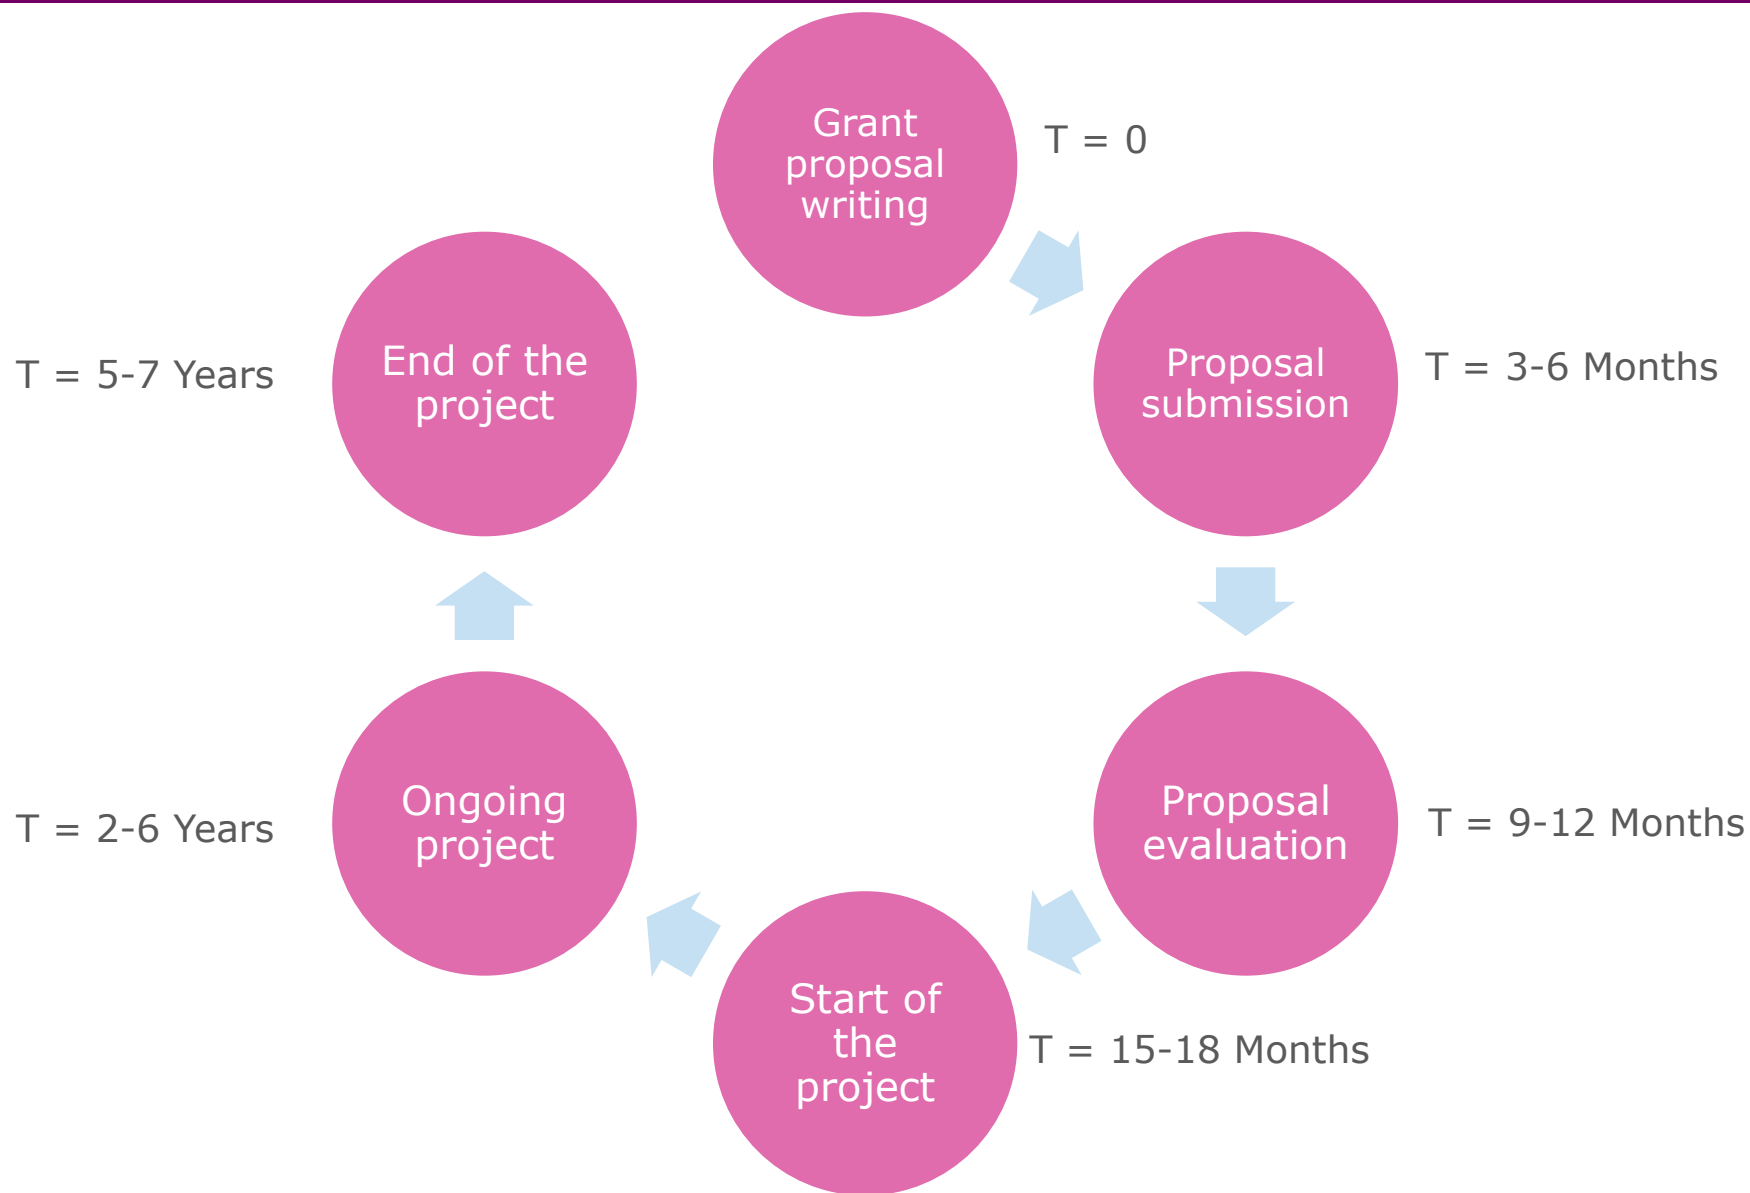 Grant
proposal
writing
T = 0
Proposal
submission
T = 3-6 Months
Proposal
evaluation
T = 9-12 Months
Start of
the
project
T = 15-18 Months
Ongoing
project
T = 2-6 Years
End of the
project
T = 5-7 Years